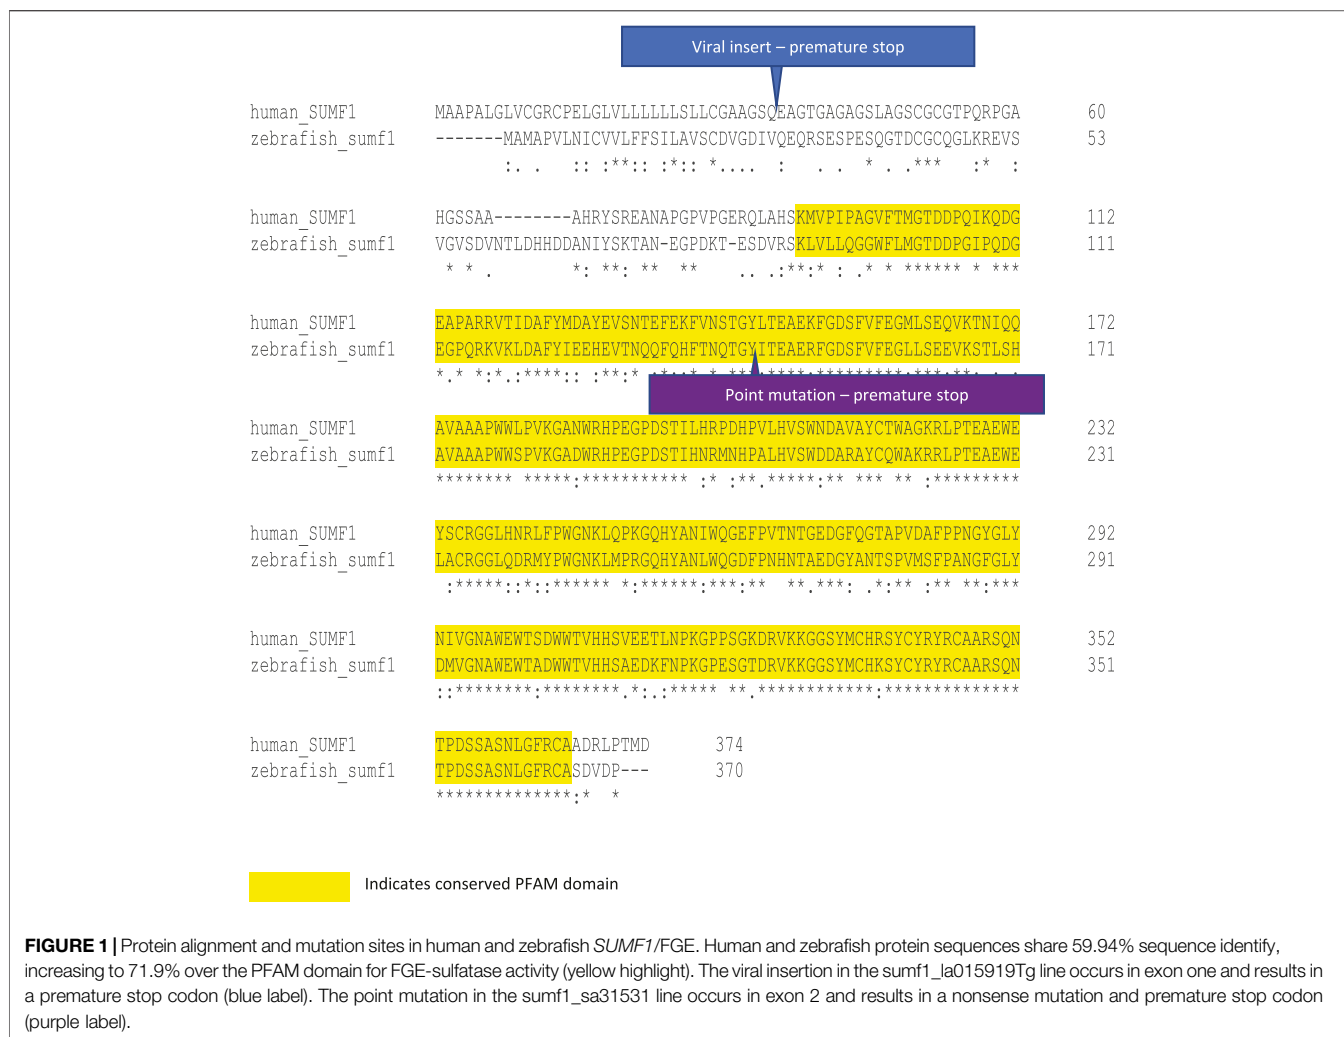 Viral insert – premature stop
human_SUMF1 MAAPALGLVCGRCPELGLVLLLLLLSLLCGAAGSQEAGTGAGAGSLAGSCGCGTPQRPGA 60
zebrafish_sumf1 -------MAMAPVLNICVVLFFSILAVSCDVGDIVQEQRSESPESQGTDCGCQGLKREVS 53
:. . :: :**:: :*:: *.... : . . * . .*** :* :
human_SUMF1 HGSSAA--------AHRYSREANAPGPVPGERQLAHSKMVPIPAGVFTMGTDDPQIKQDG 112
zebrafish_sumf1 VGVSDVNTLDHHDDANIYSKTAN-EGPDKT-ESDVRSKLVLLQGGWFLMGTDDPGIPQDG 111
* * . *: **: ** ** .. .:**:* : .* * ****** * ***
human_SUMF1 EAPARRVTIDAFYMDAYEVSNTEFEKFVNSTGYLTEAEKFGDSFVFEGMLSEQVKTNIQQ 172
zebrafish_sumf1 EGPQRKVKLDAFYIEEHEVTNQQFQHFTNQTGYITEAERFGDSFVFEGLLSEEVKSTLSH 171
Point mutation – premature stop
human_SUMF1 AVAAAPWWLPVKGANWRHPEGPDSTILHRPDHPVLHVSWNDAVAYCTWAGKRLPTEAEWE 232
zebrafish_sumf1 AVAAAPWWSPVKGADWRHPEGPDSTIHNRMNHPALHVSWDDARAYCQWAKRRLPTEAEWE 231
******** *****:*********** :* :**.*****:** *** ** :*********
human_SUMF1 YSCRGGLHNRLFPWGNKLQPKGQHYANIWQGEFPVTNTGEDGFQGTAPVDAFPPNGYGLY 292
zebrafish_sumf1 LACRGGLQDRMYPWGNKLMPRGQHYANLWQGDFPNHNTAEDGYANTSPVMSFPANGFGLY 291
:*****::*::****** *:******:***:** **.***: .*:** :** **:***
human_SUMF1 NIVGNAWEWTSDWWTVHHSVEETLNPKGPPSGKDRVKKGGSYMCHRSYCYRYRCAARSQN 352
zebrafish_sumf1 DMVGNAWEWTADWWTVHHSAEDKFNPKGPESGTDRVKKGGSYMCHKSYCYRYRCAARSQN 351
::********:********.*:.:***** **.************:**************
human_SUMF1 TPDSSASNLGFRCAADRLPTMD 374
zebrafish_sumf1 TPDSSASNLGFRCASDVDP--- 370
**************:* *
Indicates conserved PFAM domain
FIGURE 1 | Protein alignment and mutation sites in human and zebrafish SUMF1/FGE. Human and zebrafish protein sequences share 59.94% sequence identify,
increasing to 71.9% over the PFAM domain for FGE-sulfatase activity (yellow highlight). The viral insertion in the sumf1_la015919Tg line occurs in exon one and results in
a premature stop codon (blue label). The point mutation in the sumf1_sa31531 line occurs in exon 2 and results in a nonsense mutation and premature stop codon
(purple label).